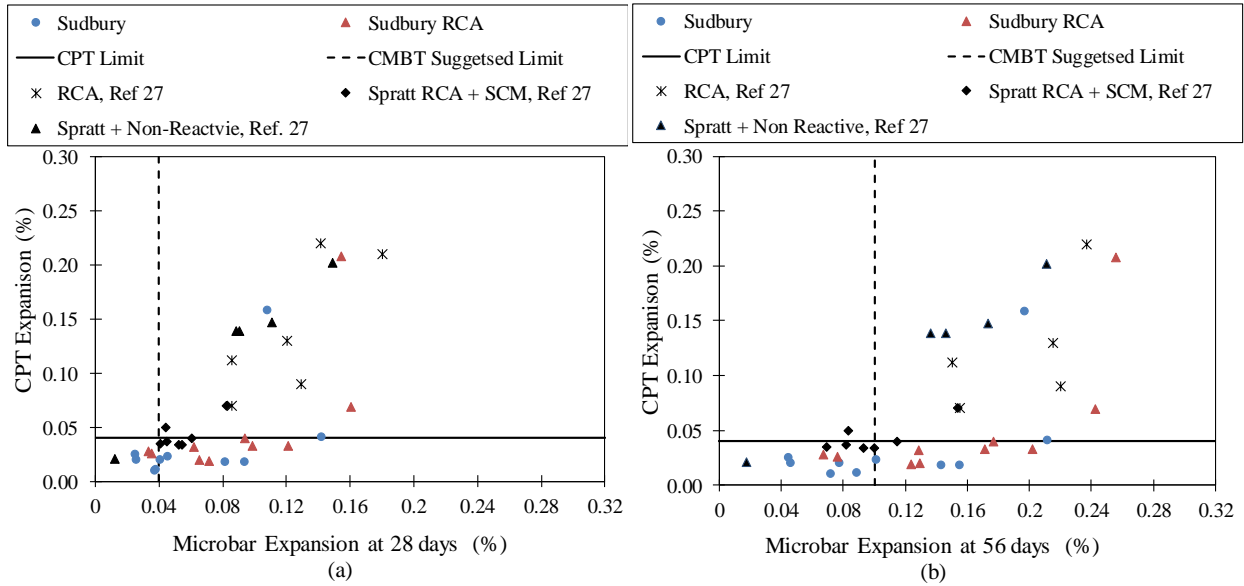 Sudbury
Sudbury RCA
CPT Limit
CMBT Suggetsed Limit
RCA, Ref 27
Spratt RCA + SCM, Ref 27
Spratt + Non-Reactvie, Ref. 27
0.30
0.25
0.20
0.15
0.10
0.05
0.00
CPT Expanison (%)
0
0.04
0.08
0.12
0.16
0.20
0.24
0.28
0.32
Microbar Expansion at 28 days (%)
(a)
Sudbury
Sudbury RCA
CPT Limit
CMBT Suggetsed Limit
RCA, Ref 27
Spratt RCA + SCM, Ref 27
Spratt + Non Reactive, Ref 27
0.30
0.25
0.20
0.15
0.10
0.05
0.00
CPT Expanison (%)
0
0.04
0.08
0.12
0.16
0.20
0.24
0.28
0.32
Microbar Expansion at 56 days (%)
(b)